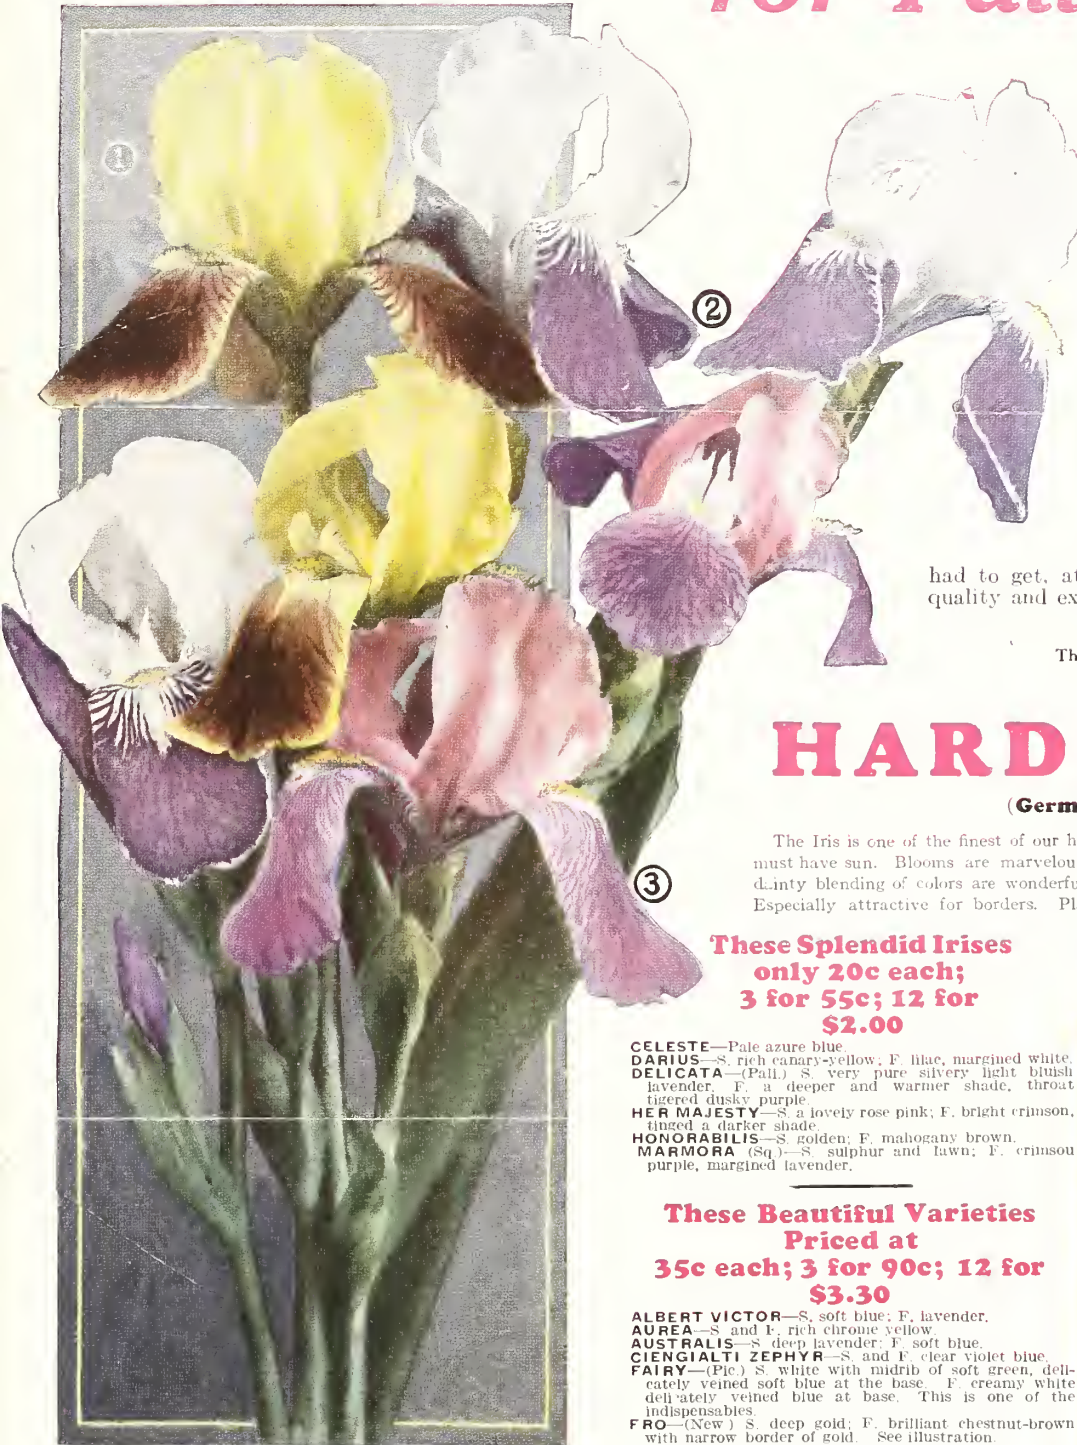 for Fall
1
2
had to get, at
quality and ex
Th
HARD
(Germ
The Iris is one of the finest of our h
must have sun. Blooms are marvelou
dainty blending of colors are wonderfu
Especially attractive for borders. Pl
3
These Splendid Irises
only 20c each;
3 for 55c; 12 for
$2.00
CELESTE—Pale azure blue.
DARIUS—S. rich canary-yellow; F. lilac, margined white.
DELICATA—(Pall.) S. very pure silvery light bluish
lavender. F. a deeper and warmer shade, throat
tigered dusky purple.
HER MAJESTY—S. a lovely rose pink; F. bright crimson,
tinged a darker shade.
HONORABILIS—S. golden; F. mahogany brown.
MARMORA (Sq.)—S. sulphur and fawn; F. crimson
purple, margined lavender.
These Beautiful Varieties
Priced at
35c each; 3 for 90c; 12 for
$3.30
ALBERT VICTOR—S. soft blue; F. lavender.
AUREA—S and F. rich chrome yellow.
AUSTRALIS—S deep lavender; F. soft blue.
CIENGIALTI ZEPHYR—S. and F. clear violet blue.
FAIRY—(Pic.) S. white with midrib of soft green, deli-
cately veined soft blue at the base. F. creamy white
delicately veined blue at base. This is one of the
indispensables.
FRO—(New) S. deep gold; F. brilliant chestnut-brown
with narrow border of gold. See illustration.